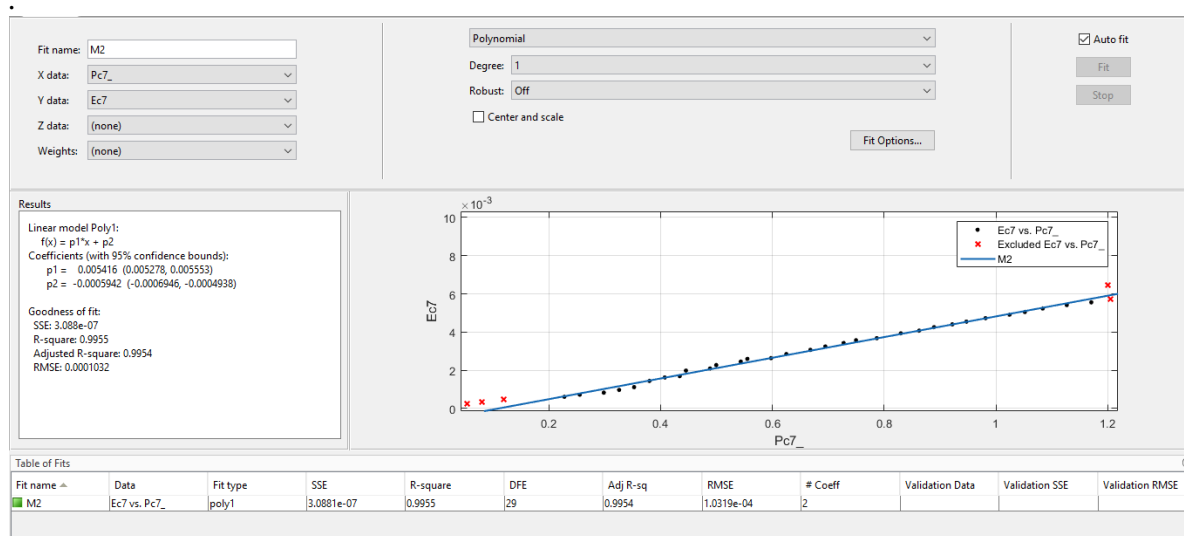 Fit name: M2
X data: Pc7_
Y data: Ec7
Z data: (none)
Weights: (none)
Polynomial
Degree: 1
Robust: Off
Center and scale
Fit Options...
Auto fit
Fit
Stop
Results
Linear model Poly1:
f(x) = p1*x + p2
Coefficients (with 95% confidence bounds):
p1 = 0.005416 (0.005278, 0.005553)
p2 = -0.0005942 (-0.0006946, -0.0004938)
Goodness of fit:
SSE: 3.088e-07
R-square: 0.9955
Adjusted R-square: 0.9954
RMSE: 0.0001032
× 10⁻³
10
8
6
4
2
0
Ec7
0.2 0.4 0.6 0.8 1 1.2
Pc7_
Ec7 vs. Pc7_
Excluded Ec7 vs. Pc7_
M2
Table of Fits
Fit name Data Fit type SSE R-square DFE Adj R-sq RMSE # Coeff Validation Data Validation SSE Validation RMSE
M2 Ec7 vs. Pc7_ poly1 3.0881e-07 0.9955 29 0.9954 1.0319e-04 2